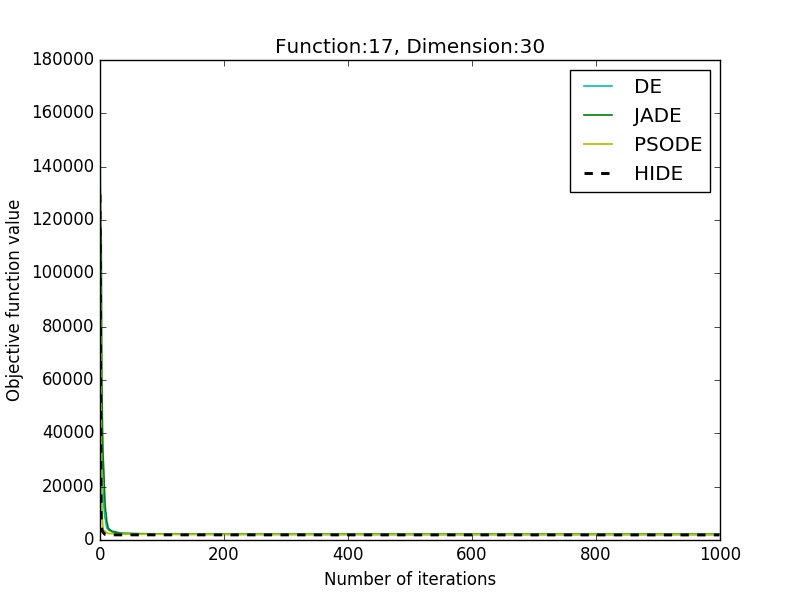 Function:17, Dimension:30
180000
160000
140000
120000
100000
80000
60000
40000
20000
0
Objective function value
DE
JADE
PSODE
HIDE
0 200 400 600 800 1000
Number of iterations